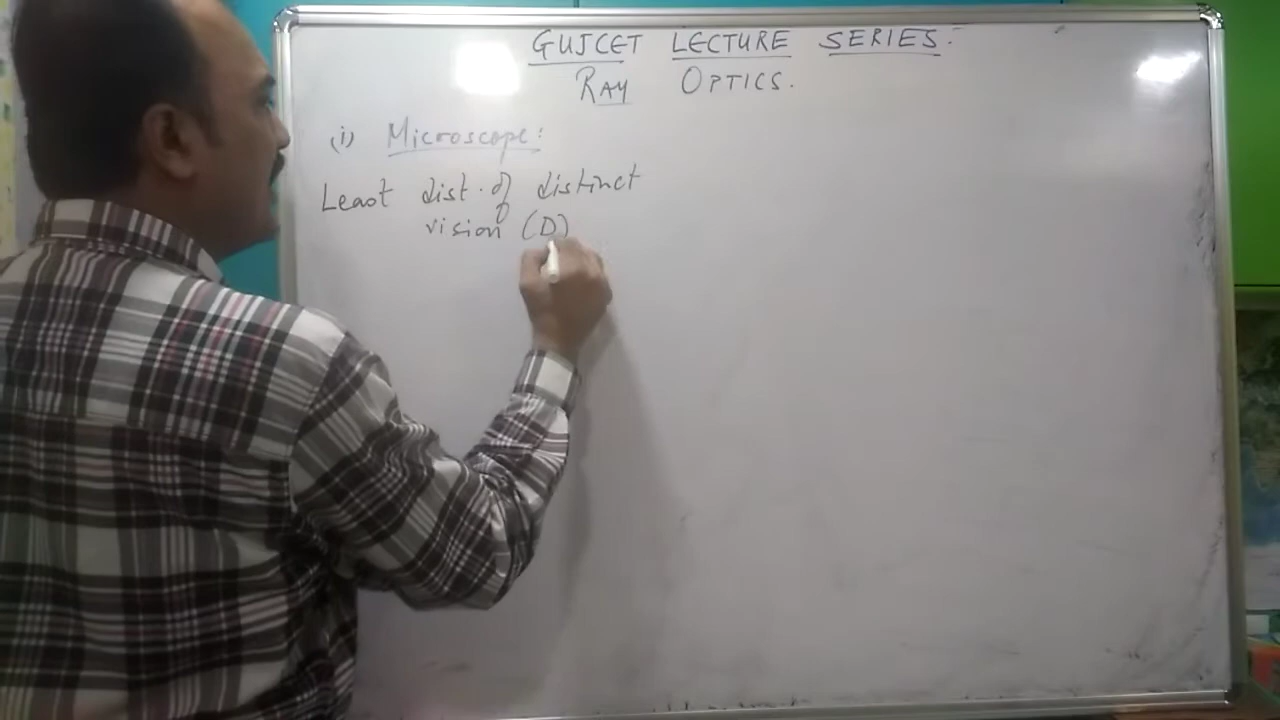 GUJCET LECTURE SERIES.
RAY OPTICS.
(i) Microscope:
Least dist. of distinct
vision (D)